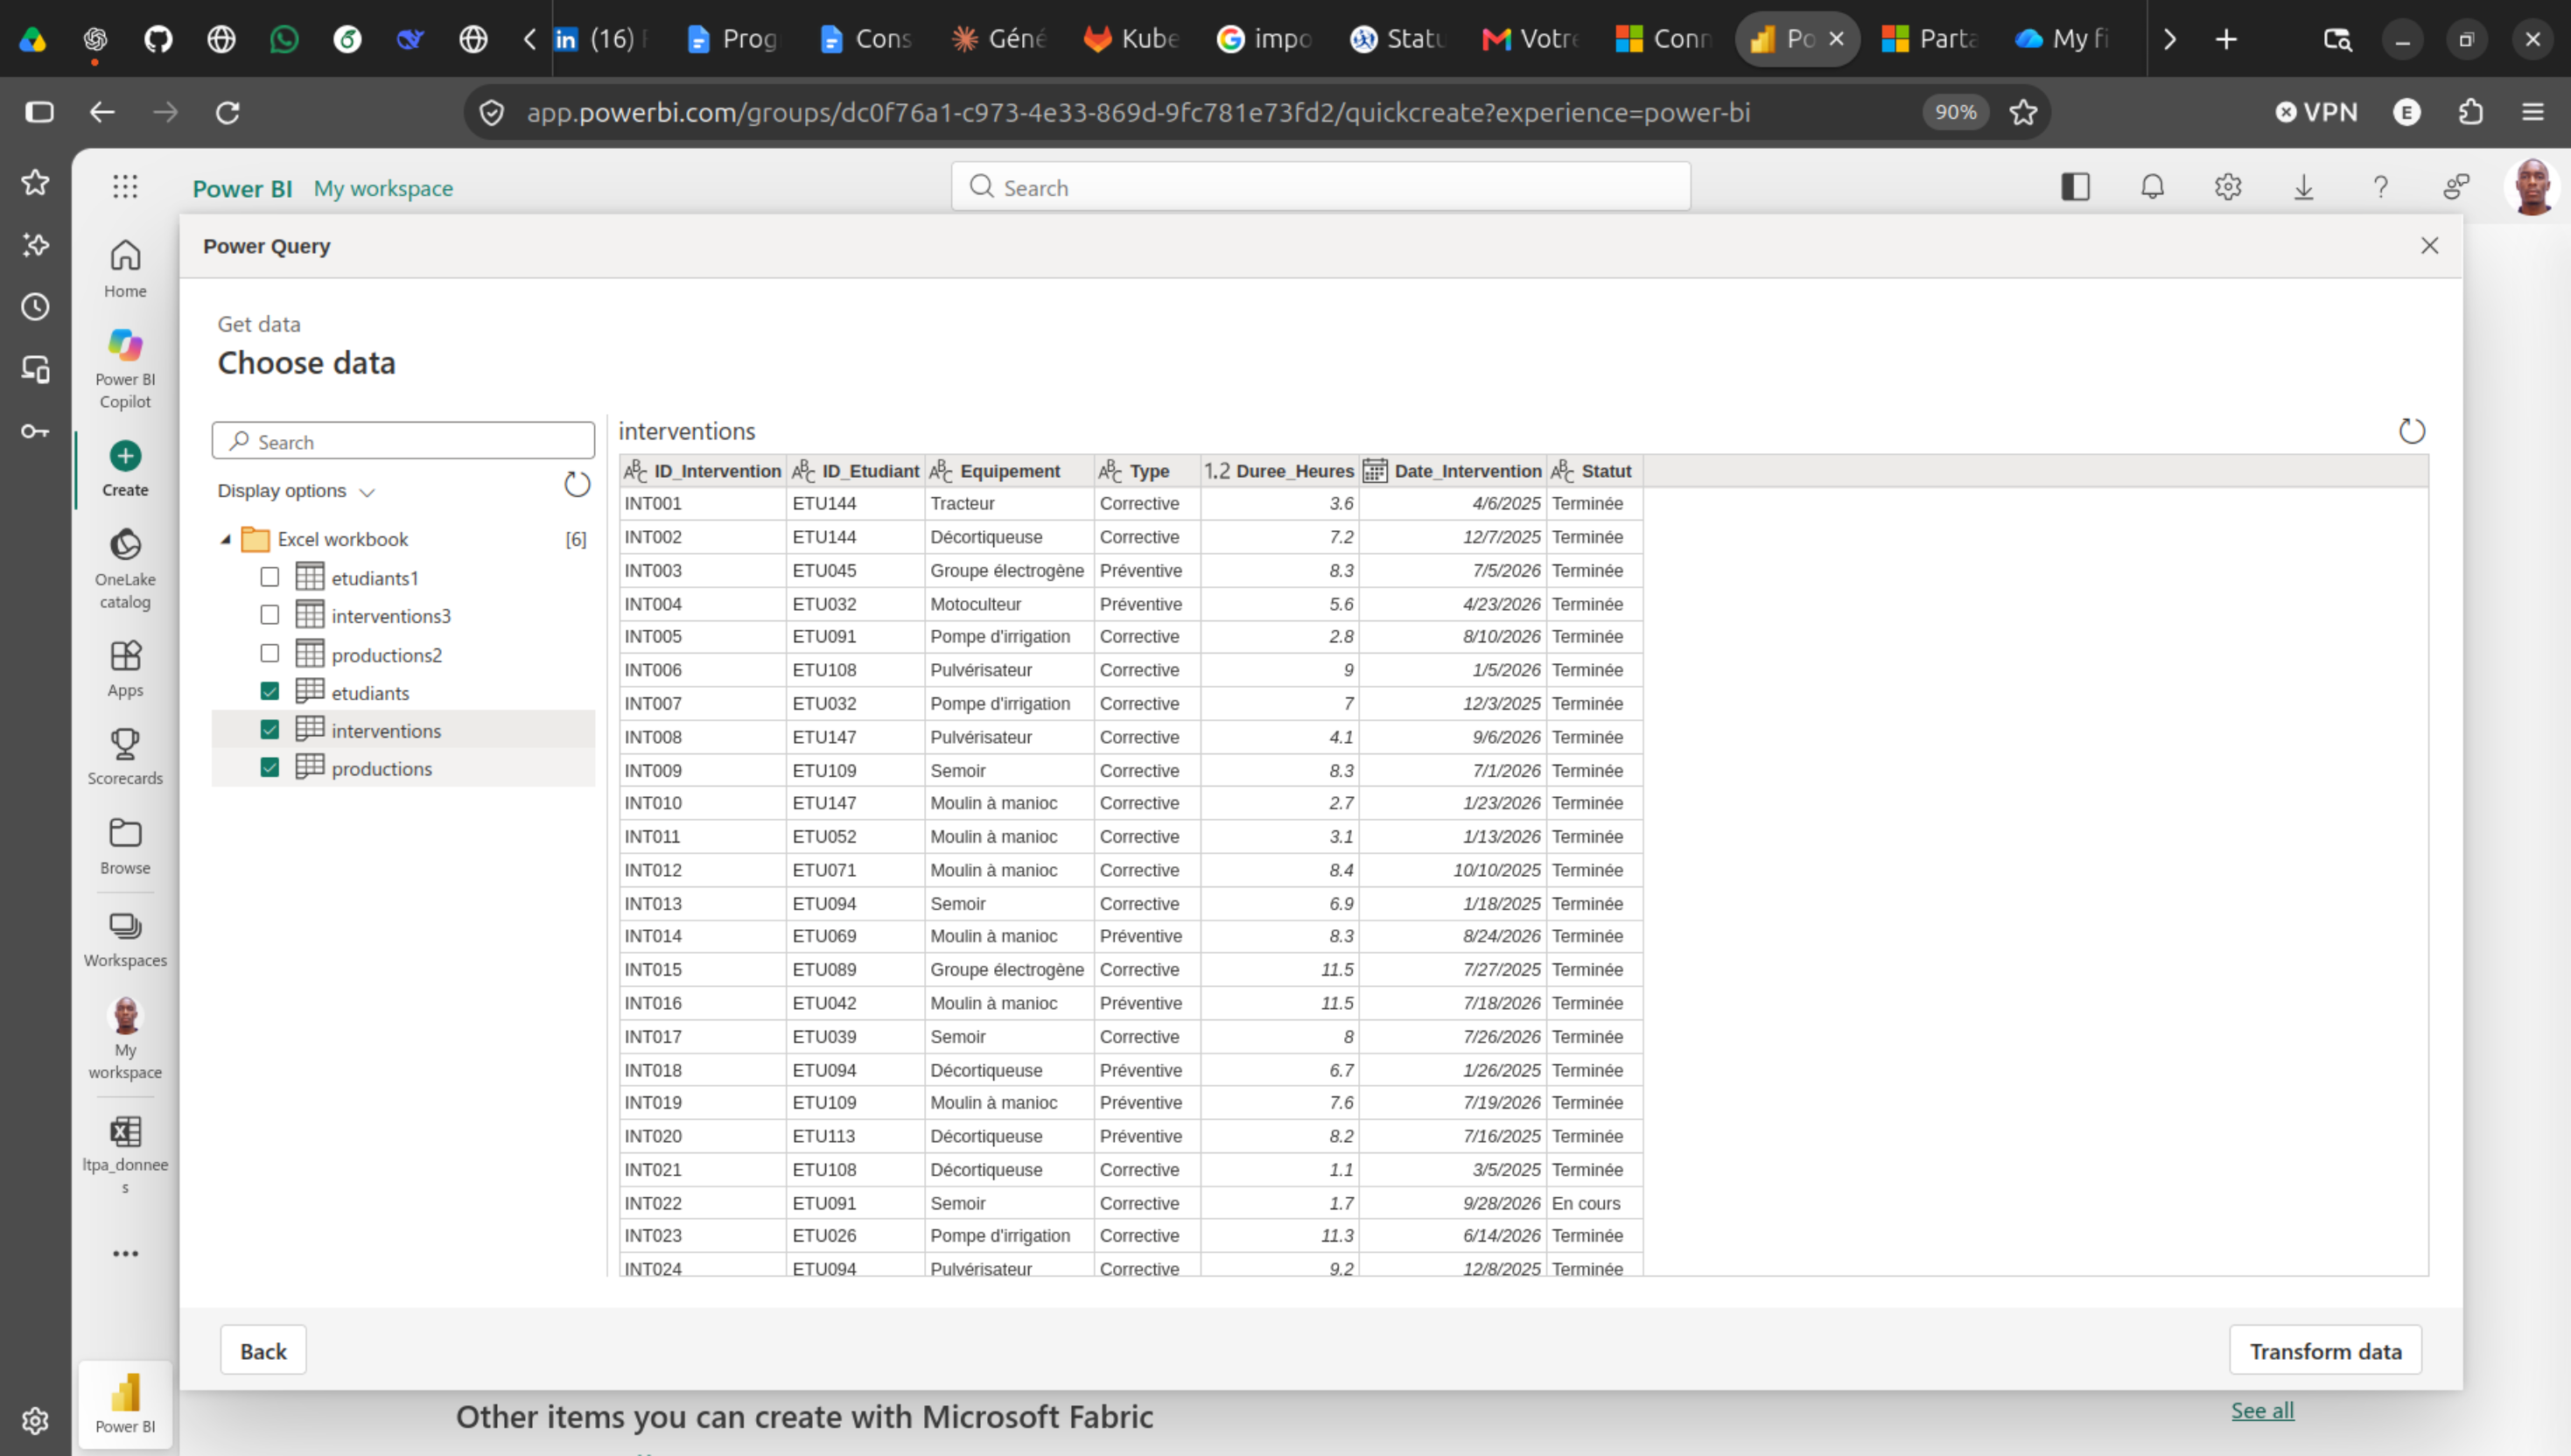 (16)
Prog
Cons
Géné
Kube
impo
Statu
Votre
Conn
Po
Parta
My fi
app.powerbi.com/groups/dc0f76a1-c973-4e33-869d-9fc781e73fd2/quickcreate?experience=power-bi
90%
VPN
E
Power BI My workspace
Search
Home
Power BI
Copilot
Create
OneLake
catalog
Apps
Scorecards
Browse
Workspaces
My
workspace
ltpa_donnee
s
Power BI
Power Query
Get data
Choose data
Search
Display options
Excel workbook [6]
etudiants1
interventions3
productions2
etudiants
interventions
productions
interventions
ID_Intervention ID_Etudiant Equipement Type 1.2 Duree_Heures Date_Intervention Statut
INT001 ETU144 Tracteur Corrective 3.6 4/6/2025 Terminée
INT002 ETU144 Décortiqueuse Corrective 7.2 12/7/2025 Terminée
INT003 ETU045 Groupe électrogène Préventive 8.3 7/5/2026 Terminée
INT004 ETU032 Motoculteur Préventive 5.6 4/23/2026 Terminée
INT005 ETU091 Pompe d'irrigation Corrective 2.8 8/10/2026 Terminée
INT006 ETU108 Pulvérisateur Corrective 9 1/5/2026 Terminée
INT007 ETU032 Pompe d'irrigation Corrective 7 12/3/2025 Terminée
INT008 ETU147 Pulvérisateur Corrective 4.1 9/6/2026 Terminée
INT009 ETU109 Semoir Corrective 8.3 7/1/2026 Terminée
INT010 ETU147 Moulin à manioc Corrective 2.7 1/23/2026 Terminée
INT011 ETU052 Moulin à manioc Corrective 3.1 1/13/2026 Terminée
INT012 ETU071 Moulin à manioc Corrective 8.4 10/10/2025 Terminée
INT013 ETU094 Semoir Corrective 6.9 1/18/2025 Terminée
INT014 ETU069 Moulin à manioc Préventive 8.3 8/24/2026 Terminée
INT015 ETU089 Groupe électrogène Corrective 11.5 7/27/2025 Terminée
INT016 ETU042 Moulin à manioc Préventive 11.5 7/18/2026 Terminée
INT017 ETU039 Semoir Corrective 8 7/26/2026 Terminée
INT018 ETU094 Décortiqueuse Préventive 6.7 1/26/2025 Terminée
INT019 ETU109 Moulin à manioc Préventive 7.6 7/19/2026 Terminée
INT020 ETU113 Décortiqueuse Préventive 8.2 7/16/2025 Terminée
INT021 ETU108 Décortiqueuse Corrective 1.1 3/5/2025 Terminée
INT022 ETU091 Semoir Corrective 1.7 9/28/2026 En cours
INT023 ETU026 Pompe d'irrigation Corrective 11.3 6/14/2026 Terminée
INT024 ETU094 Pulvérisateur Corrective 9.2 12/8/2025 Terminée
Back
Transform data
Other items you can create with Microsoft Fabric
See all